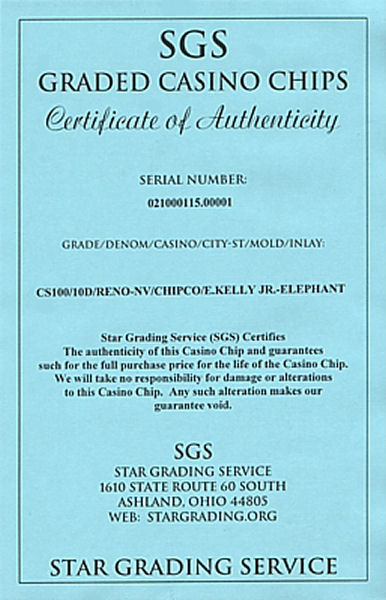 SGS
GRADED CASINO CHIPS
Certificate of Authenticity
SERIAL NUMBER:
021000115.00001
GRADE/DENOM/CASINO/CITY-ST/MOLD/INLAY:
CS100/10D/RENO-NV/CHIPCO/E.KELLY JR.-ELEPHANT
Star Grading Service (SGS) Certifies
The authenticity of this Casino Chip and guarantees
such for the full purchase price for the life of the Casino Chip.
We will take no responsibility for damage or alterations
to this Casino Chip.  Any such alteration makes our
guarantee void.
SGS
STAR GRADING SERVICE
1610 STATE ROUTE 60 SOUTH
ASHLAND, OHIO 44805
WEB:  STARGRADING.ORG
STAR GRADING SERVICE